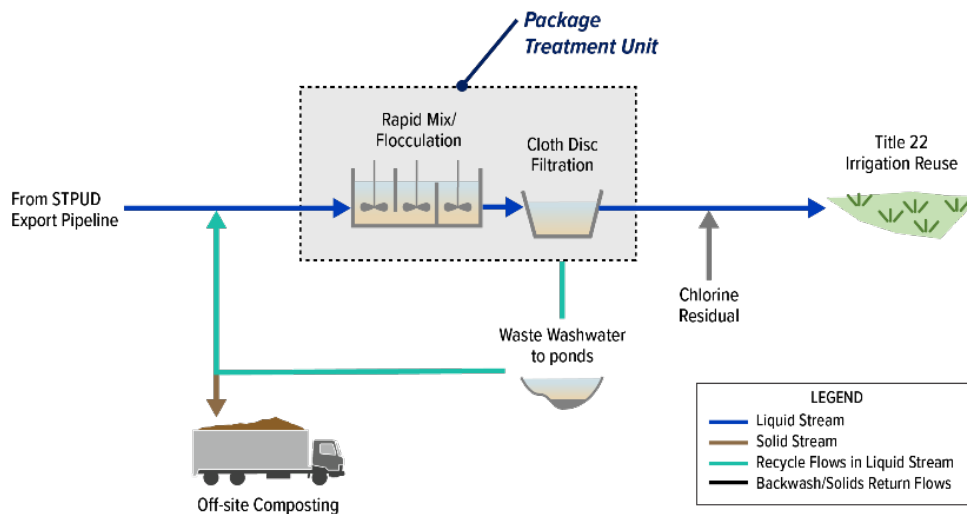 Package
Treatment Unit
Rapid Mix/
Flocculation
Cloth Disc
Filtration
Title 22
Irrigation Reuse
From STPUD
Export Pipeline
Chlorine
Residual
Waste Washwater
to ponds
Off-site Composting
LEGEND
Liquid Stream
Solid Stream
Recycle Flows in Liquid Stream
Backwash/Solids Return Flows